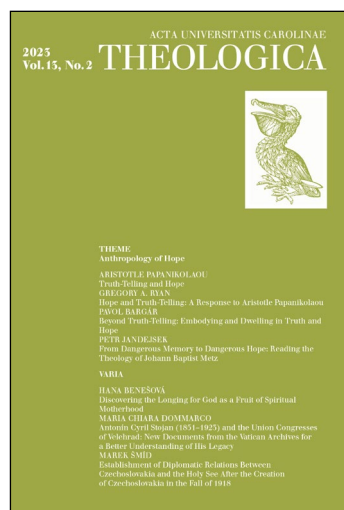 ACTA UNIVERSITATIS CAROLINAE
2025
Vol. 15, No. 2
THEOLOGICA
THEME
Anthropology of Hope
ARISTOTLE PAPANIKOLAOU
Truth-Telling and Hope
GREGORY A. RYAN
Hope and Truth-Telling: A Response to Aristotle Papanikolaou
PAVOL BARGÁR
Beyond Truth-Telling: Embodying and Dwelling in Truth and
Hope
PETR JANDEJSEK
From Dangerous Memory to Dangerous Hope: Reading the
Theology of Johann Baptist Metz
VARIA
HANA BENEŠOVÁ
Discovering the Longing for God as a Fruit of Spiritual
Motherhood
MARIA CHIARA DOMMARCO
Antonín Cyril Stojan (1851–1923) and the Union Congresses
of Velehrad: New Documents from the Vatican Archives for
a Better Understanding of His Legacy
MAREK ŠMÍD
Establishment of Diplomatic Relations Between
Czechoslovakia and the Holy See After the Creation
of Czechoslovakia in the Fall of 1918